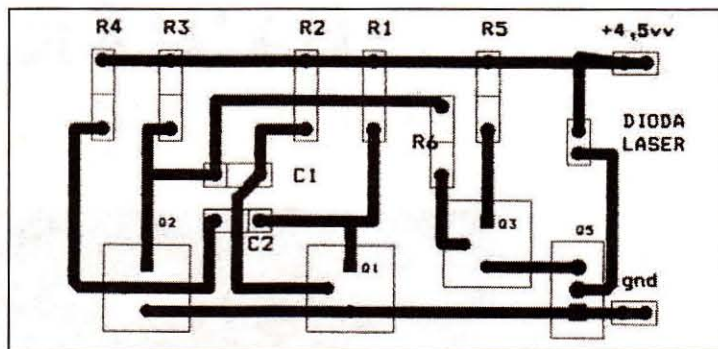 R4 R3 R2 R1 R5 +4,5vv
DIODA
LASER
R6
C1
Q2 C2 Q3 Q5
Q1
gnd